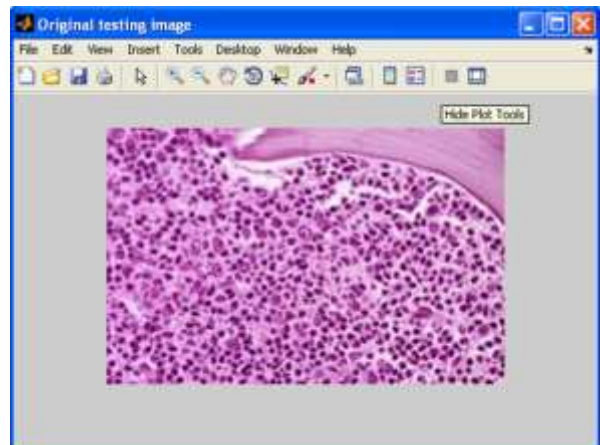 Original testing image
File Edit View Insert Tools Desktop Window Help
Hide Plot Tools